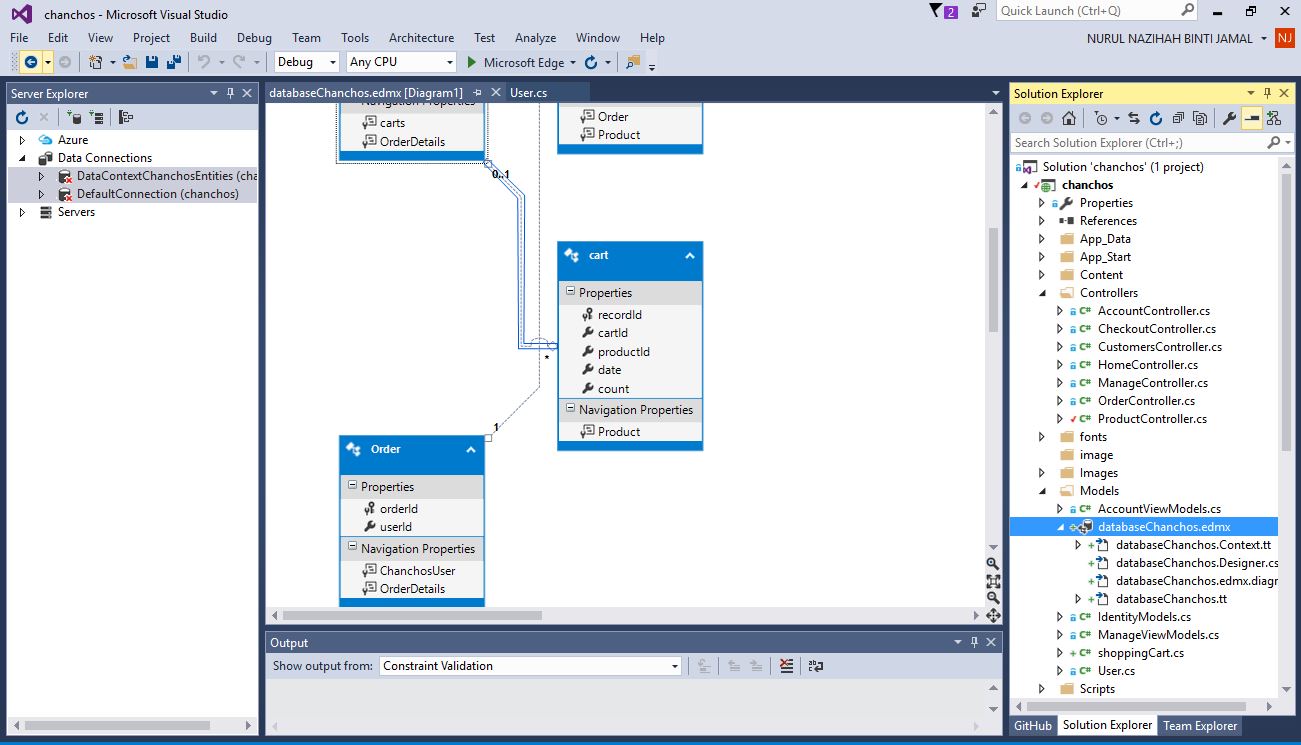 chanchos - Microsoft Visual Studio
2
Quick Launch (Ctrl+Q)
File Edit View Project Build Debug Team Tools Architecture Test Analyze Window Help
NURUL NAZIHAH BINTI JAMAL
NJ
Debug
Any CPU
Microsoft Edge
Server Explorer
Azure
Data Connections
DataContextChanchosEntities (cha
DefaultConnection (chanchos)
Servers
databaseChanchos.edmx [Diagram1]
User.cs
Navigation Properties
carts
OrderDetails
Order
Product
0..1
cart
Properties
recordId
cartId
productId
date
count
Navigation Properties
Product
*
1
Order
Properties
orderId
userId
Navigation Properties
ChanchosUser
OrderDetails
Output
Show output from:
Constraint Validation
Solution Explorer
Search Solution Explorer (Ctrl+;)
Solution 'chanchos' (1 project)
chanchos
Properties
References
App_Data
App_Start
Content
Controllers
C# AccountController.cs
C# CheckoutController.cs
C# CustomersController.cs
C# HomeController.cs
C# ManageController.cs
C# OrderController.cs
C# ProductController.cs
fonts
image
Images
Models
C# AccountViewModels.cs
databaseChanchos.edmx
databaseChanchos.Context.tt
databaseChanchos.Designer.cs
databaseChanchos.edmx.diagr
databaseChanchos.tt
C# IdentityModels.cs
C# ManageViewModels.cs
C# shoppingCart.cs
C# User.cs
Scripts
GitHub
Solution Explorer
Team Explorer